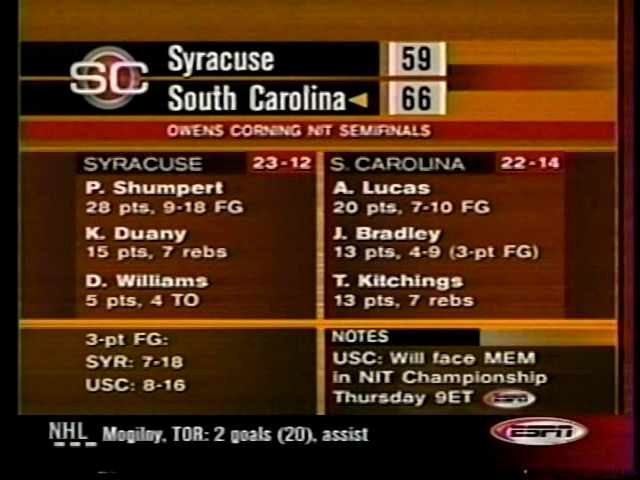 SC
Syracuse 59
South Carolina 66
OWENS CORNING NIT SEMIFINALS
SYRACUSE 23-12
P. Shumpert
28 pts, 9-18 FG
K. Duany
15 pts, 7 rebs
D. Williams
5 pts, 4 TO
S. CAROLINA 22-14
A. Lucas
20 pts, 7-10 FG
J. Bradley
13 pts, 4-9 (3-pt FG)
T. Kitchings
13 pts, 7 rebs
3-pt FG:
SYR: 7-18
USC: 8-16
NOTES
USC: Will face MEM
in NIT Championship
Thursday 9ET ESPN
NHL Mogilny, TOR: 2 goals (20), assist
ESPN